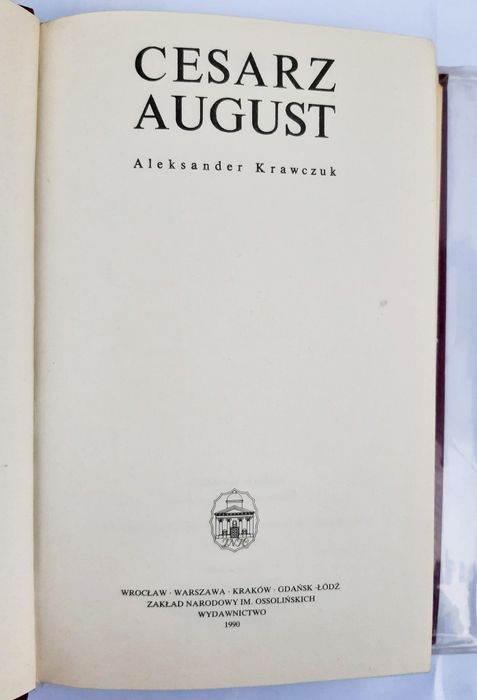 CESARZ
AUGUST
Aleksander Krawczuk
WROCŁAW · WARSZAWA · KRAKÓW · GDAŃSK · ŁÓDŹ
ZAKŁAD NARODOWY IM. OSSOLIŃSKICH
WYDAWNICTWO
1990